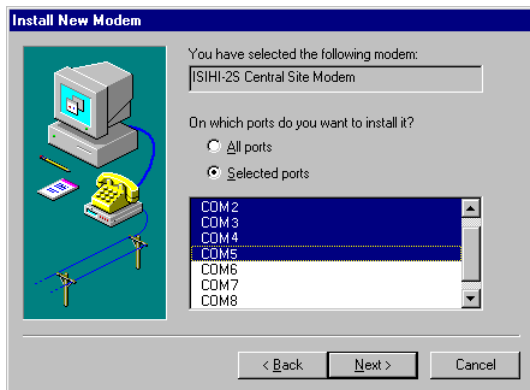 Install New Modem
You have selected the following modem:
ISIHI-2S Central Site Modem
On which ports do you want to install it?
All ports
Selected ports
COM2
COM3
COM4
COM5
COM6
COM7
COM8
< Back
Next >
Cancel